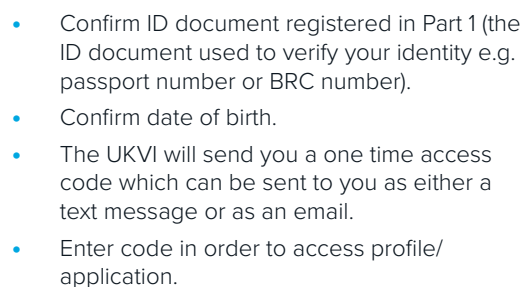 • Confirm ID document registered in Part 1 (the
ID document used to verify your identity e.g.
passport number or BRC number).
• Confirm date of birth.
• The UKVI will send you a one time access
code which can be sent to you as either a
text message or as an email.
• Enter code in order to access profile/
application.